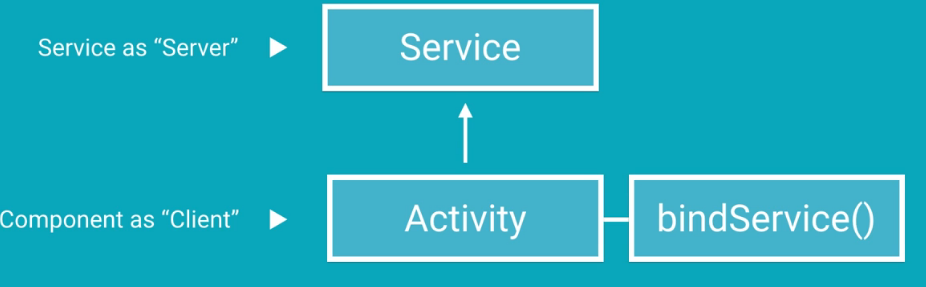 Service as “Server”
Service
Component as “Client”
Activity
bindService()